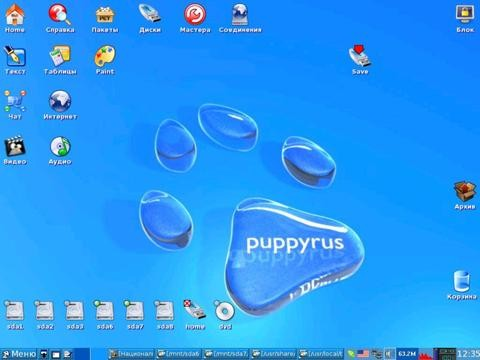 Home Справка Пакеты Диски Мастера Соединения Блок
Текст Таблицы Paint Save
Чат Интернет
Видео Аудио
Архив
puppyrus
Корзина
sda1 sda2 sda3 sda6 sda7 sda8 home dvd
Меню [Национал [/mnt/sda6 [/mnt/sda7 [/usr/share/ [/usr/local/t 63.2M 12:35